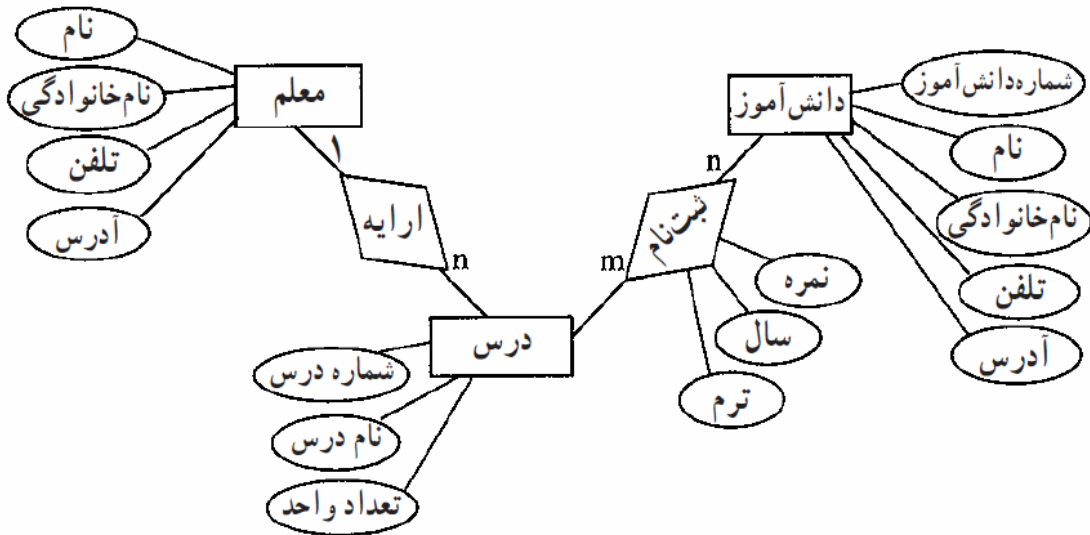 نام
نام‌خانوادگی
تلفن
آدرس
معلم
۱
ارایه
n
درس
شماره درس
نام درس
تعداد واحد
دانش‌آموز
n
ثبت‌نام
m
نمره
سال
ترم
شماره‌دانش‌آموز
نام
نام‌خانوادگی
تلفن
آدرس